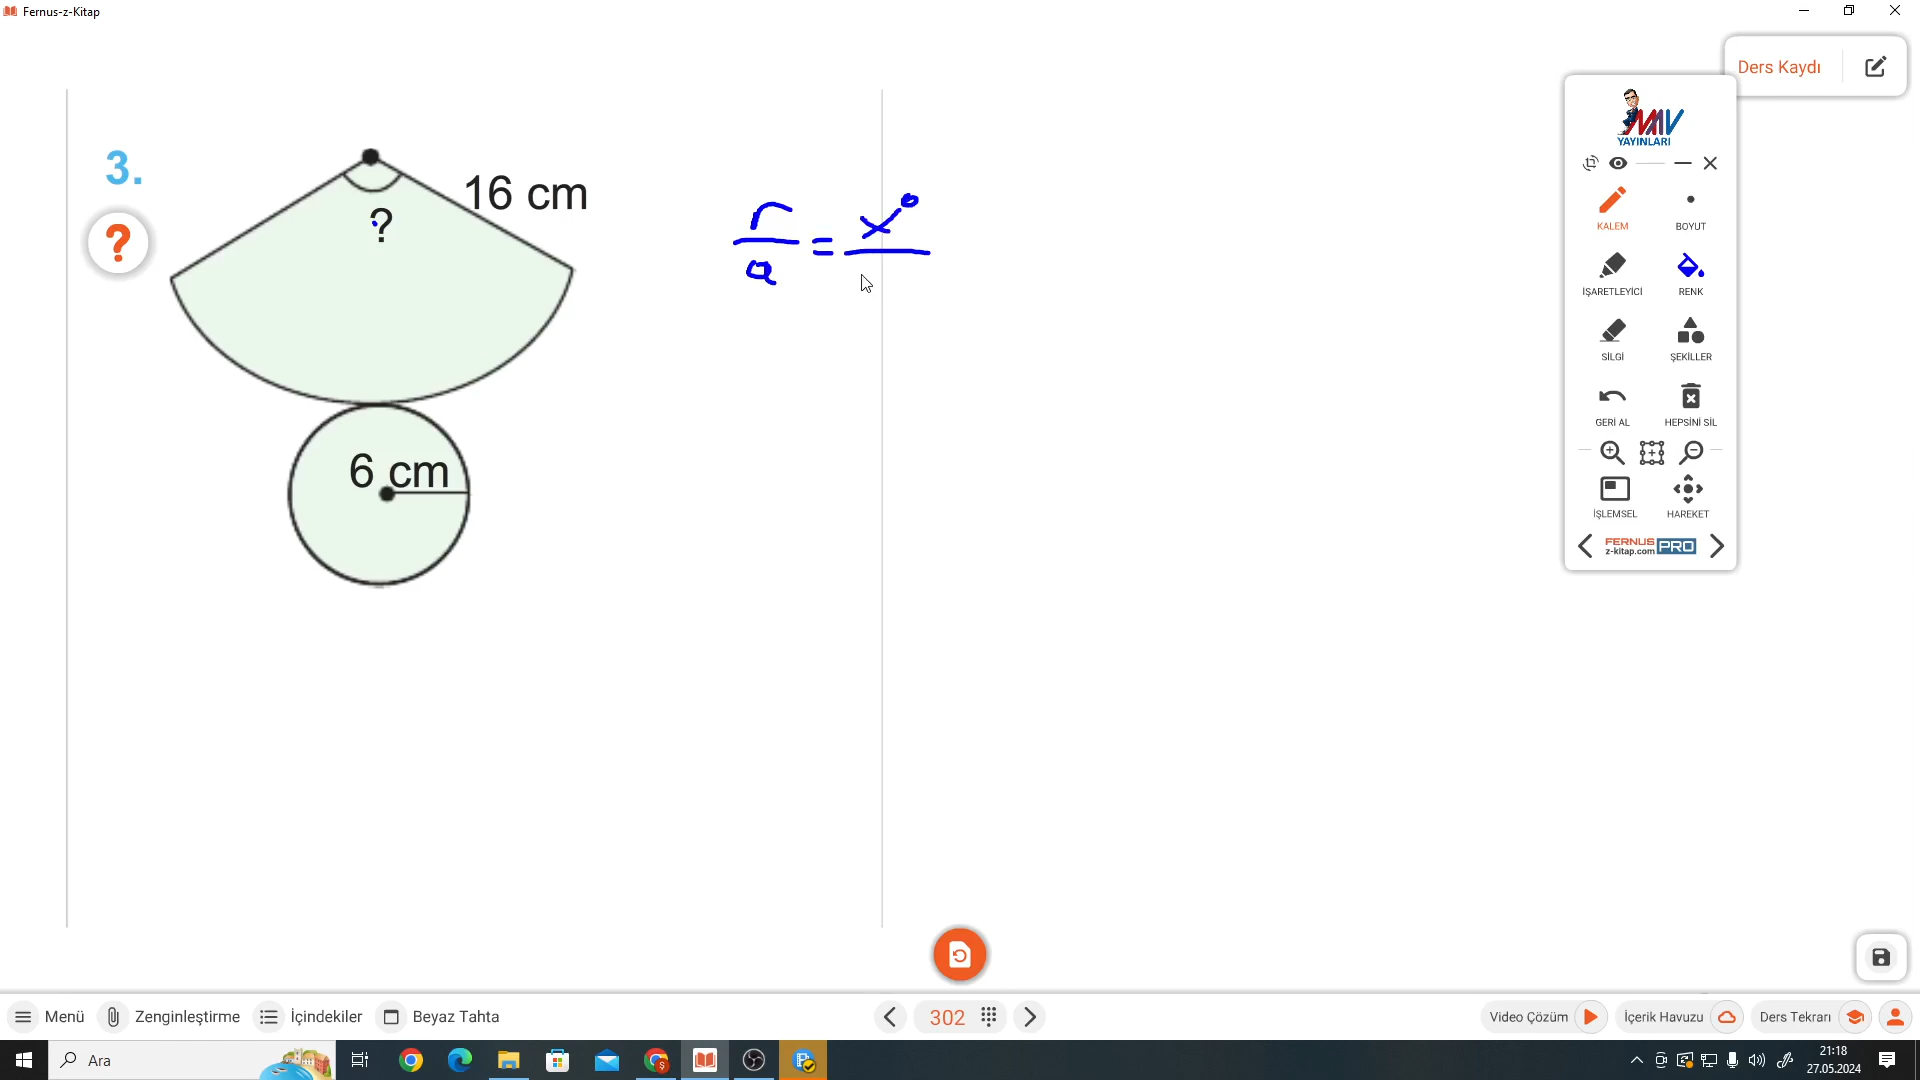 Fernus-z-Kitap
Ders Kaydı
MAV
YAYINLARI
3.
?
16 cm
?
6 cm
r/a = x°/
KALEM
BOYUT
İŞARETLEYİCİ
RENK
SİLGİ
ŞEKİLLER
GERİ AL
HEPSİNİ SİL
İŞLEMSEL
HAREKET
FERNUS
z-kitap.com PRO
Menü
Zenginleştirme
İçindekiler
Beyaz Tahta
302
Video Çözüm
İçerik Havuzu
Ders Tekrarı
Ara
21:18
27.05.2024